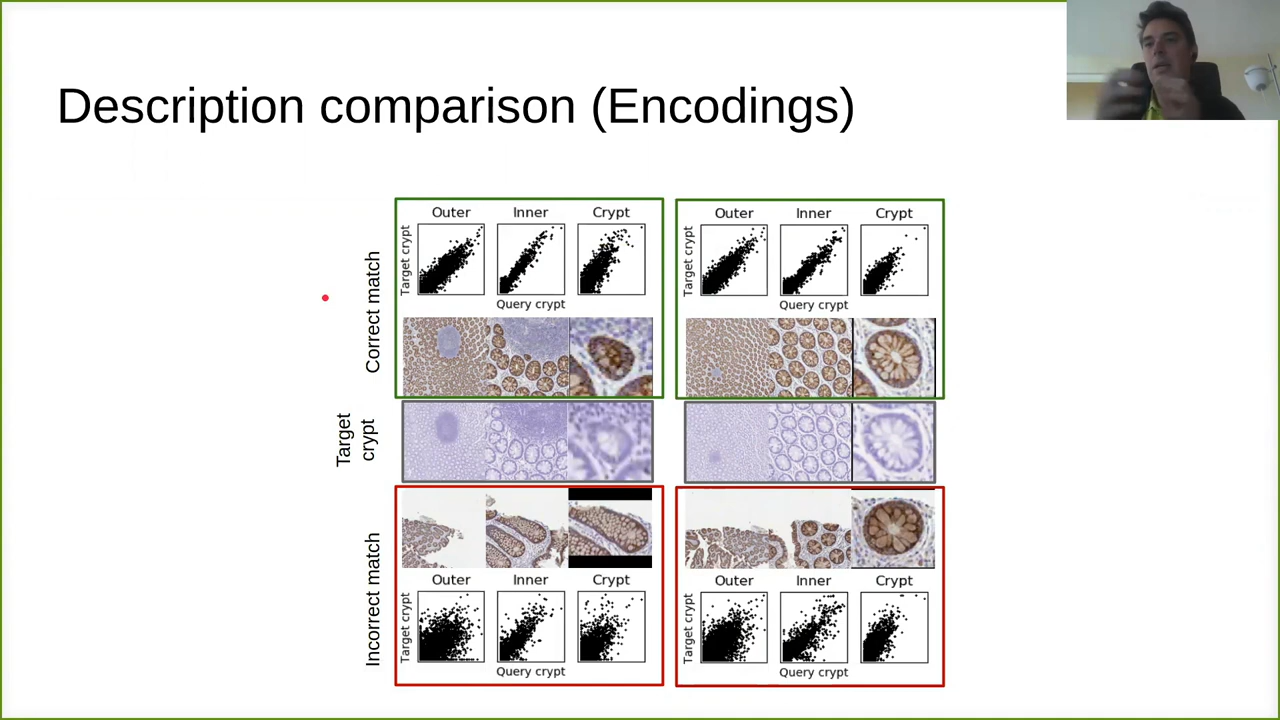 Description comparison (Encodings)
Correct match
Outer Inner Crypt
Target crypt
Query crypt
Outer Inner Crypt
Target crypt
Query crypt
Target
crypt
Incorrect match
Outer Inner Crypt
Target crypt
Query crypt
Outer Inner Crypt
Target crypt
Query crypt